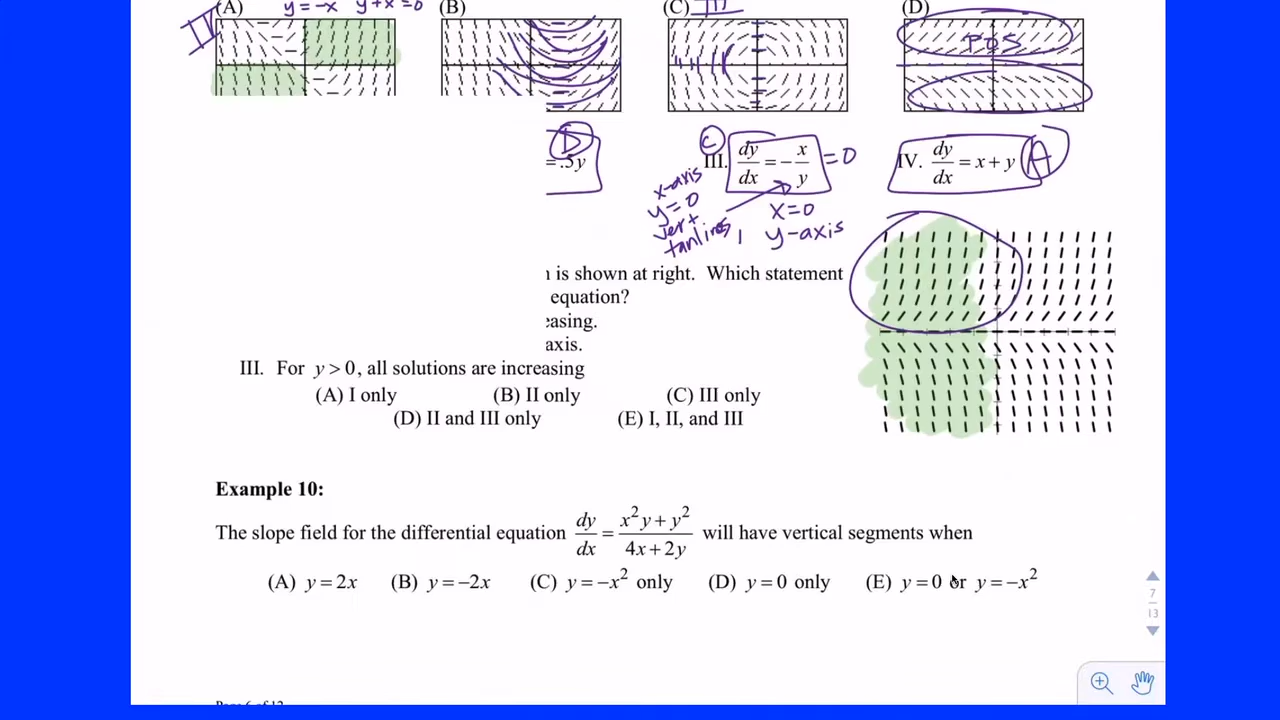 (A) y = -x y + x = 0 (B) (C) III (D)
IV
POS
D
= .5y
C
III. dy/dx = - x/y = 0
IV. dy/dx = x + y A
x-axis
y = 0
vert
tan lines
x = 0
y-axis
is shown at right. Which statement
equation?
easing.
axis.
III. For y > 0, all solutions are increasing
(A) I only (B) II only (C) III only
(D) II and III only (E) I, II, and III
Example 10:
The slope field for the differential equation dy/dx = (x²y + y²)/(4x + 2y) will have vertical segments when
(A) y = 2x (B) y = -2x (C) y = -x² only (D) y = 0 only (E) y = 0 or y = -x²
7
13